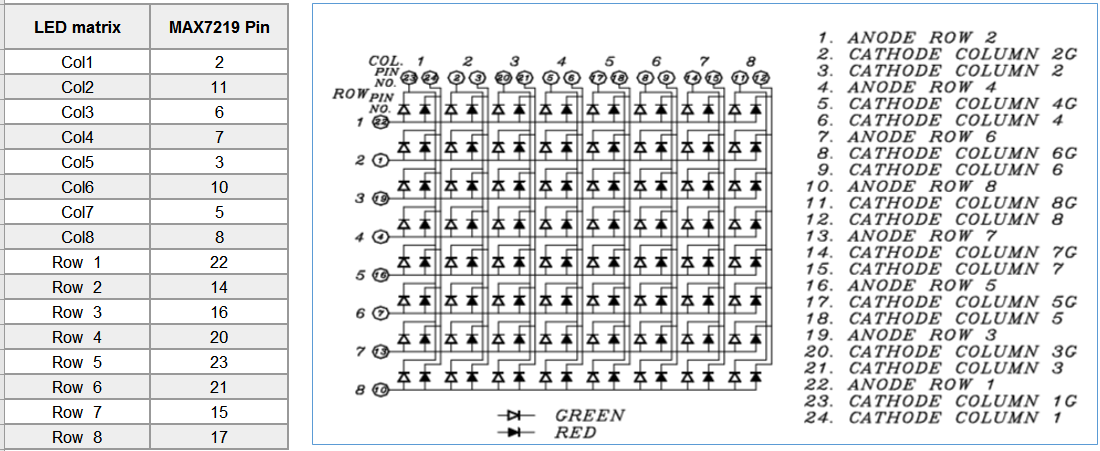 LED matrix MAX7219 Pin
Col1 2
Col2 11
Col3 6
Col4 7
Col5 3
Col6 10
Col7 5
Col8 8
Row 1 22
Row 2 14
Row 3 16
Row 4 20
Row 5 23
Row 6 21
Row 7 15
Row 8 17
COL. 1 2 3 4 5 6 7 8
PIN NO. 23 24 2 3 20 21 5 6 17 18 8 9 14 15 11 12
ROW PIN NO.
1 22
2 1
3 19
4 4
5 16
6 7
7 13
8 10
GREEN
RED
1. ANODE ROW 2
2. CATHODE COLUMN 2G
3. CATHODE COLUMN 2
4. ANODE ROW 4
5. CATHODE COLUMN 4G
6. CATHODE COLUMN 4
7. ANODE ROW 6
8. CATHODE COLUMN 6G
9. CATHODE COLUMN 6
10. ANODE ROW 8
11. CATHODE COLUMN 8G
12. CATHODE COLUMN 8
13. ANODE ROW 7
14. CATHODE COLUMN 7G
15. CATHODE COLUMN 7
16. ANODE ROW 5
17. CATHODE COLUMN 5G
18. CATHODE COLUMN 5
19. ANODE ROW 3
20. CATHODE COLUMN 3G
21. CATHODE COLUMN 3
22. ANODE ROW 1
23. CATHODE COLUMN 1G
24. CATHODE COLUMN 1